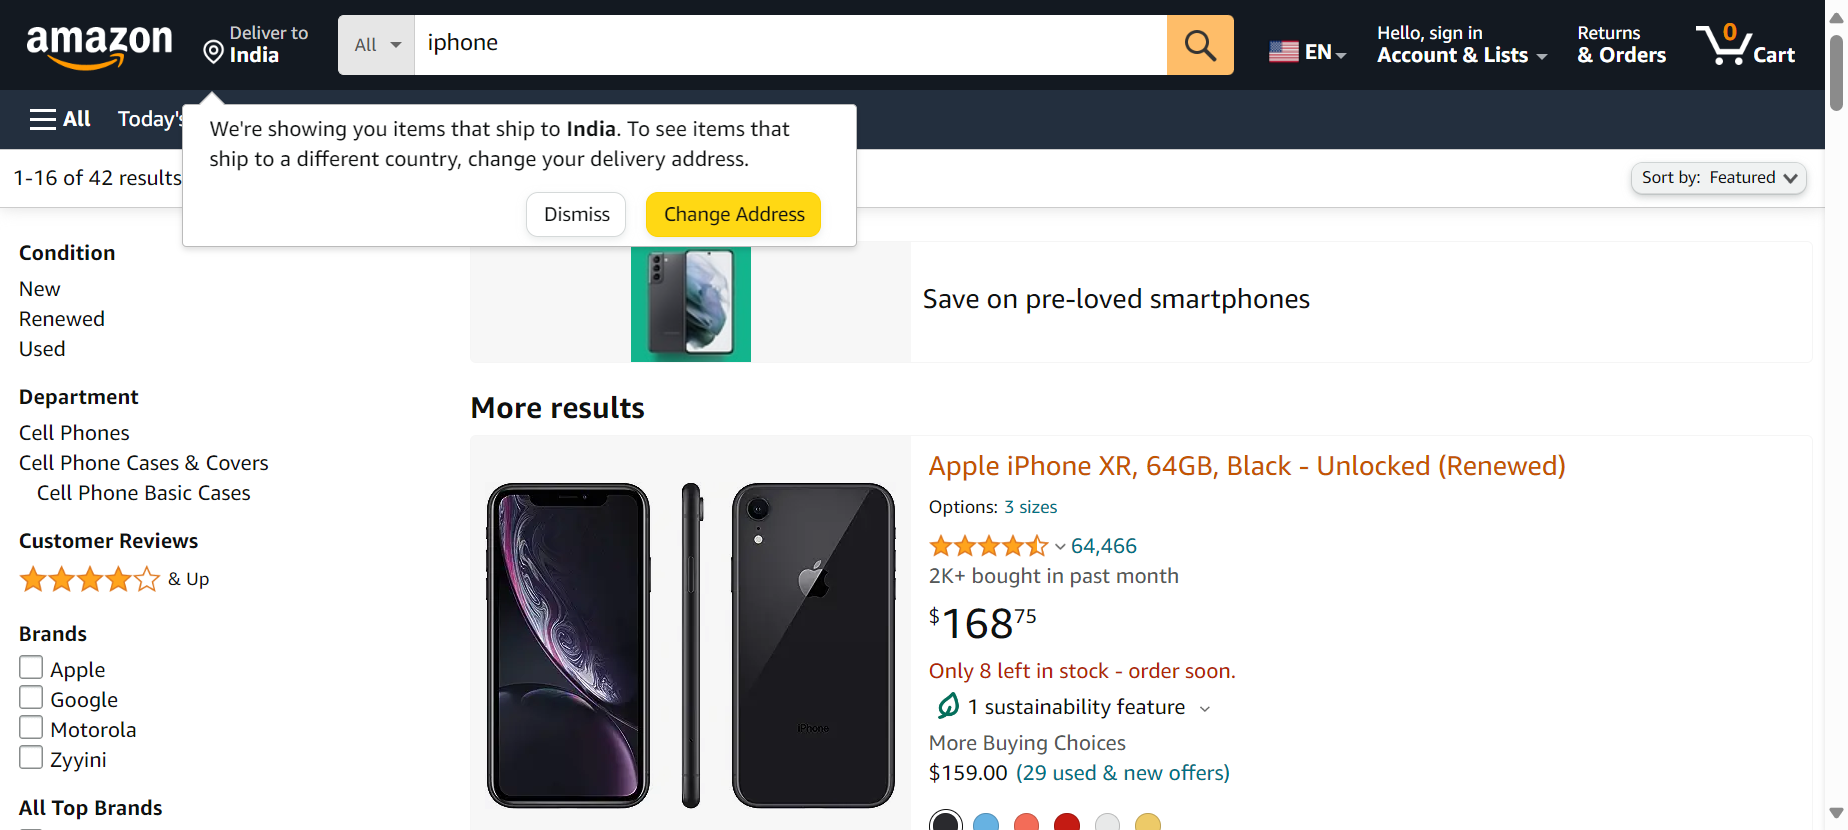 amazon
Deliver to
India
All
iphone
EN
Hello, sign in
Account & Lists
Returns
& Orders
0
Cart
All
Today's
We're showing you items that ship to India. To see items that
ship to a different country, change your delivery address.
Dismiss
Change Address
1-16 of 42 results
Sort by: Featured
Condition
New
Renewed
Used
Department
Cell Phones
Cell Phone Cases & Covers
Cell Phone Basic Cases
Customer Reviews
& Up
Brands
Apple
Google
Motorola
Zyyini
All Top Brands
Save on pre-loved smartphones
More results
iPhone
Apple iPhone XR, 64GB, Black - Unlocked (Renewed)
Options: 3 sizes
64,466
2K+ bought in past month
$168 75
Only 8 left in stock - order soon.
1 sustainability feature
More Buying Choices
$159.00 (29 used & new offers)